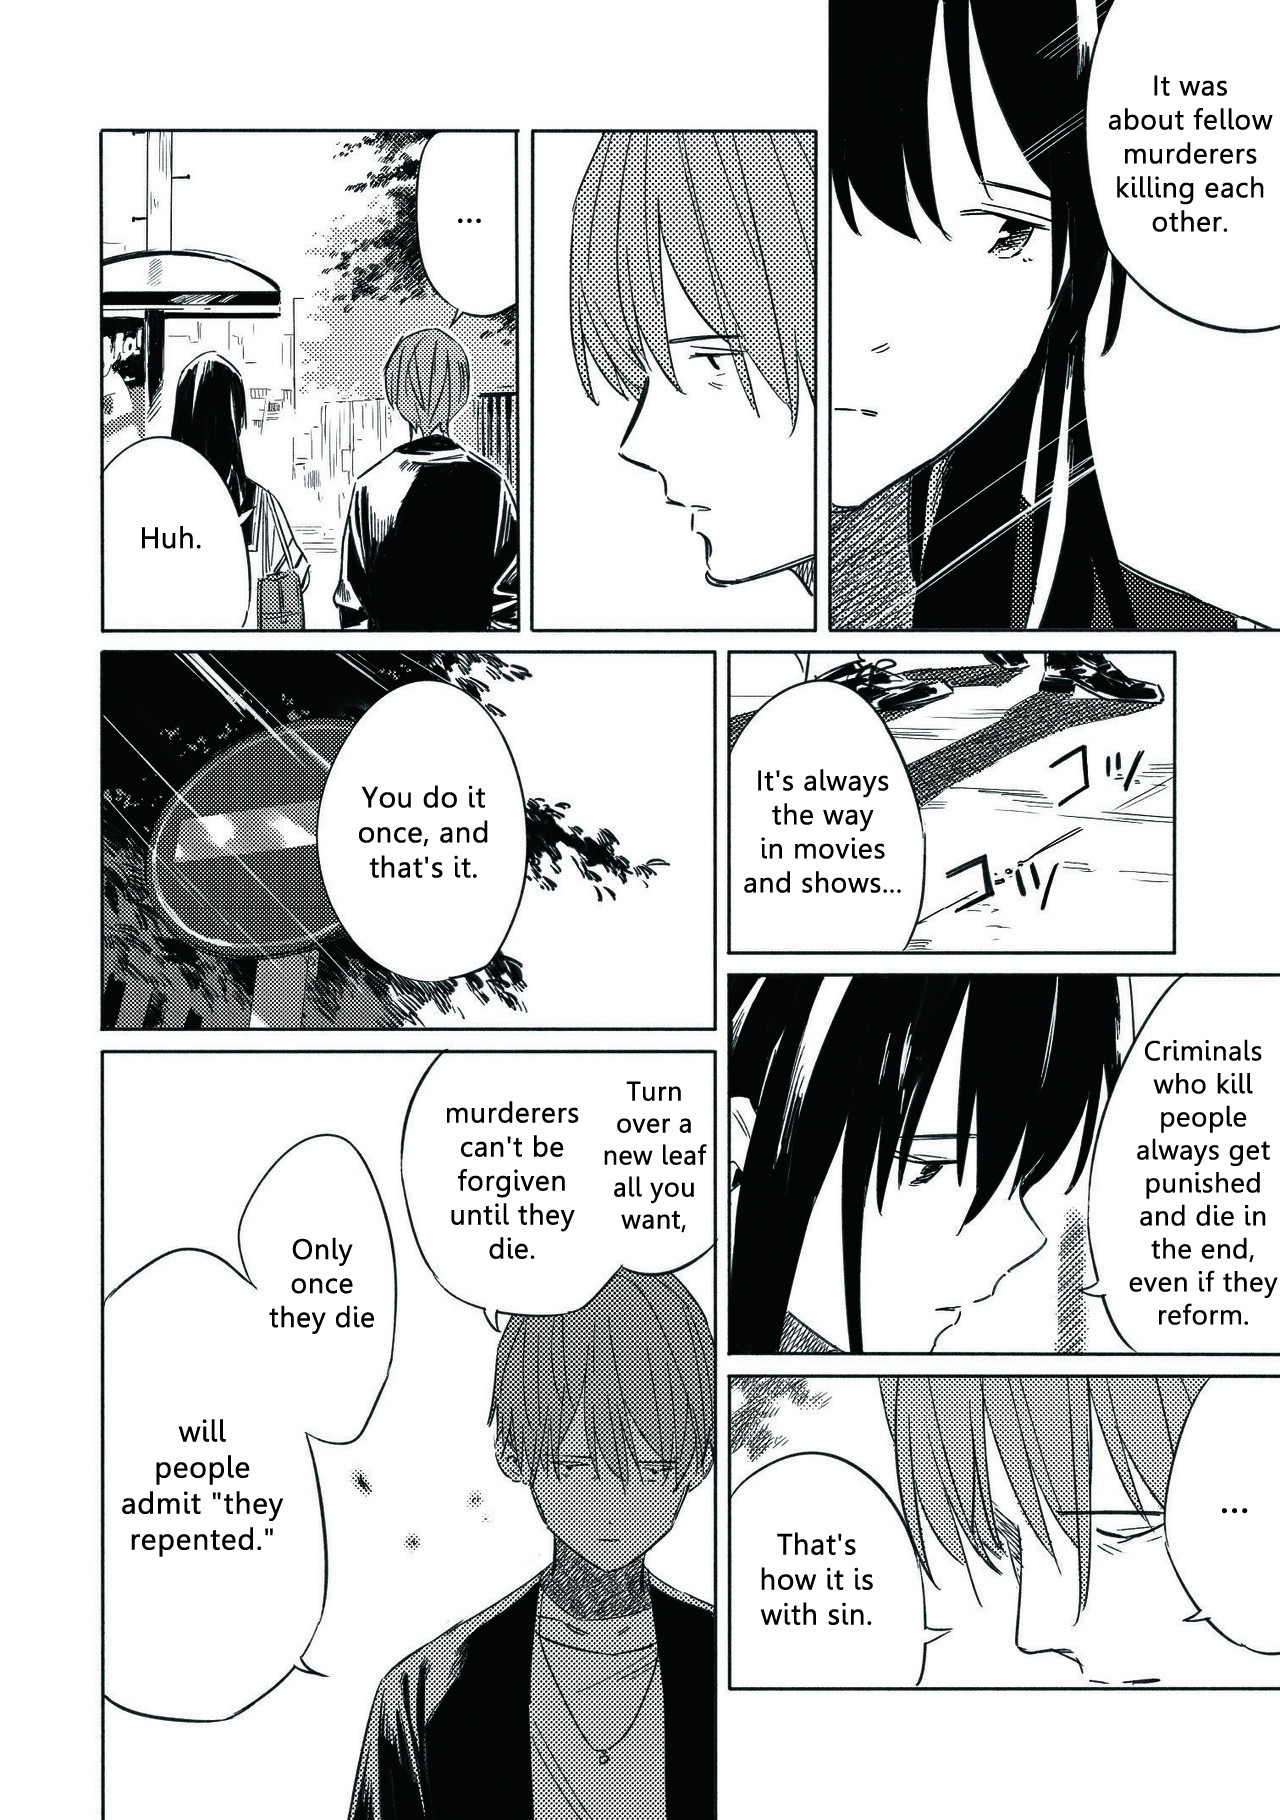 It was
about fellow
murderers
killing each
other.
...
Huh.
It's always
the way
in movies
and shows...
コツ
コツ
You do it
once, and
that's it.
Criminals
who kill
people
always get
punished
and die in
the end,
even if they
reform.
...
That's
how it is
with sin.
Turn
over a
new leaf
all you
want,
murderers
can't be
forgiven
until they
die.
Only
once
they die
will
people
admit "they
repented."